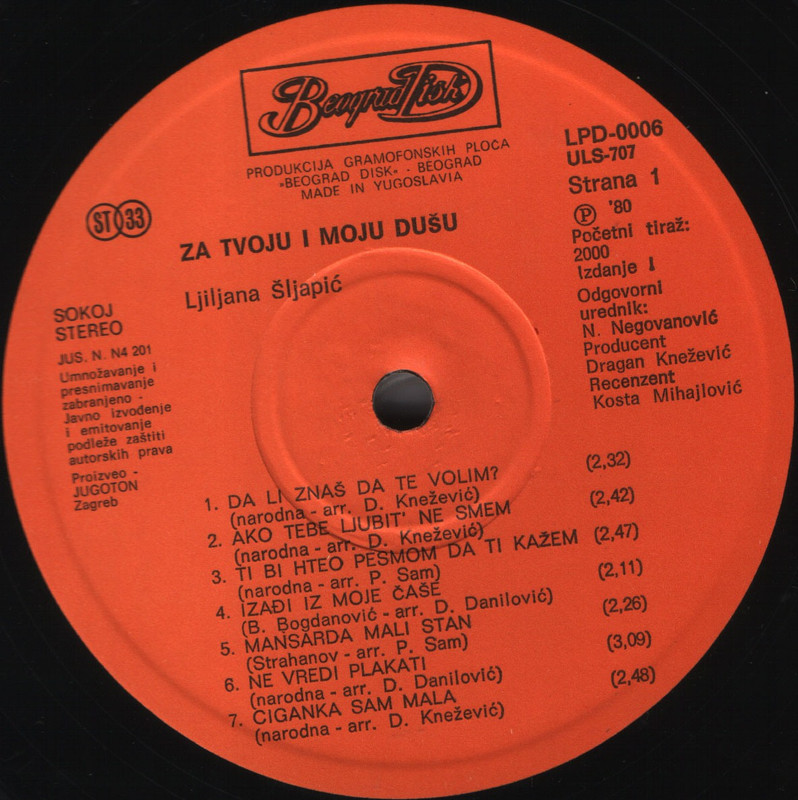 Beograd Disk
PRODUKCIJA GRAMOFONSKIH PLOČA
»BEOGRAD DISK« - BEOGRAD
MADE IN YUGOSLAVIA
LPD-0006
ULS-707
Strana 1
Ⓟ '80
Početni tiraž:
2000
Izdanje I
Odgovorni
urednik:
N. Negovanović
Producent
Dragan Knežević
Recenzent
Kosta Mihajlović
ST 33
ZA TVOJU I MOJU DUŠU
Ljiljana Šljapić
SOKOJ
STEREO
JUS. N. N4 201
Umnožavanje i
presnimavanje
zabranjeno -
Javno izvođenje
i emitovanje
podleže zaštiti
autorskih prava
Proizveo -
JUGOTON
Zagreb
1. DA LI ZNAŠ DA TE VOLIM? (2,32)
(narodna - arr. D. Knežević)
2. AKO TEBE LJUBIT' NE SMEM (2,42)
(narodna - arr. D. Knežević)
3. TI BI HTEO PESMOM DA TI KAŽEM (2,47)
(narodna - arr. P. Sam)
4. IZAĐI IZ MOJE ČAŠE (2,11)
(B. Bogdanović - arr. D. Danilović)
5. MANSARDA MALI STAN (2,26)
(Strahanov - arr. P. Sam)
6. NE VREDI PLAKATI (3,09)
(narodna - arr. D. Danilović)
7. CIGANKA SAM MALA (2,48)
(narodna - arr. D. Knežević)